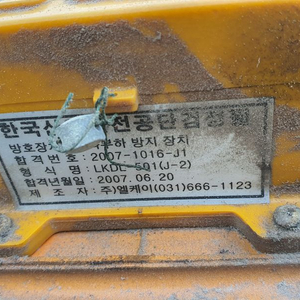 한국산 전공단검정필
방호장치 부하 방지 장치
합격번호 : 2007-1016-J1
형식명 : LKDL-501(J-2)
합격년월일 : 2007. 06. 20
제조자 : 주)엘케이(031)666-1123